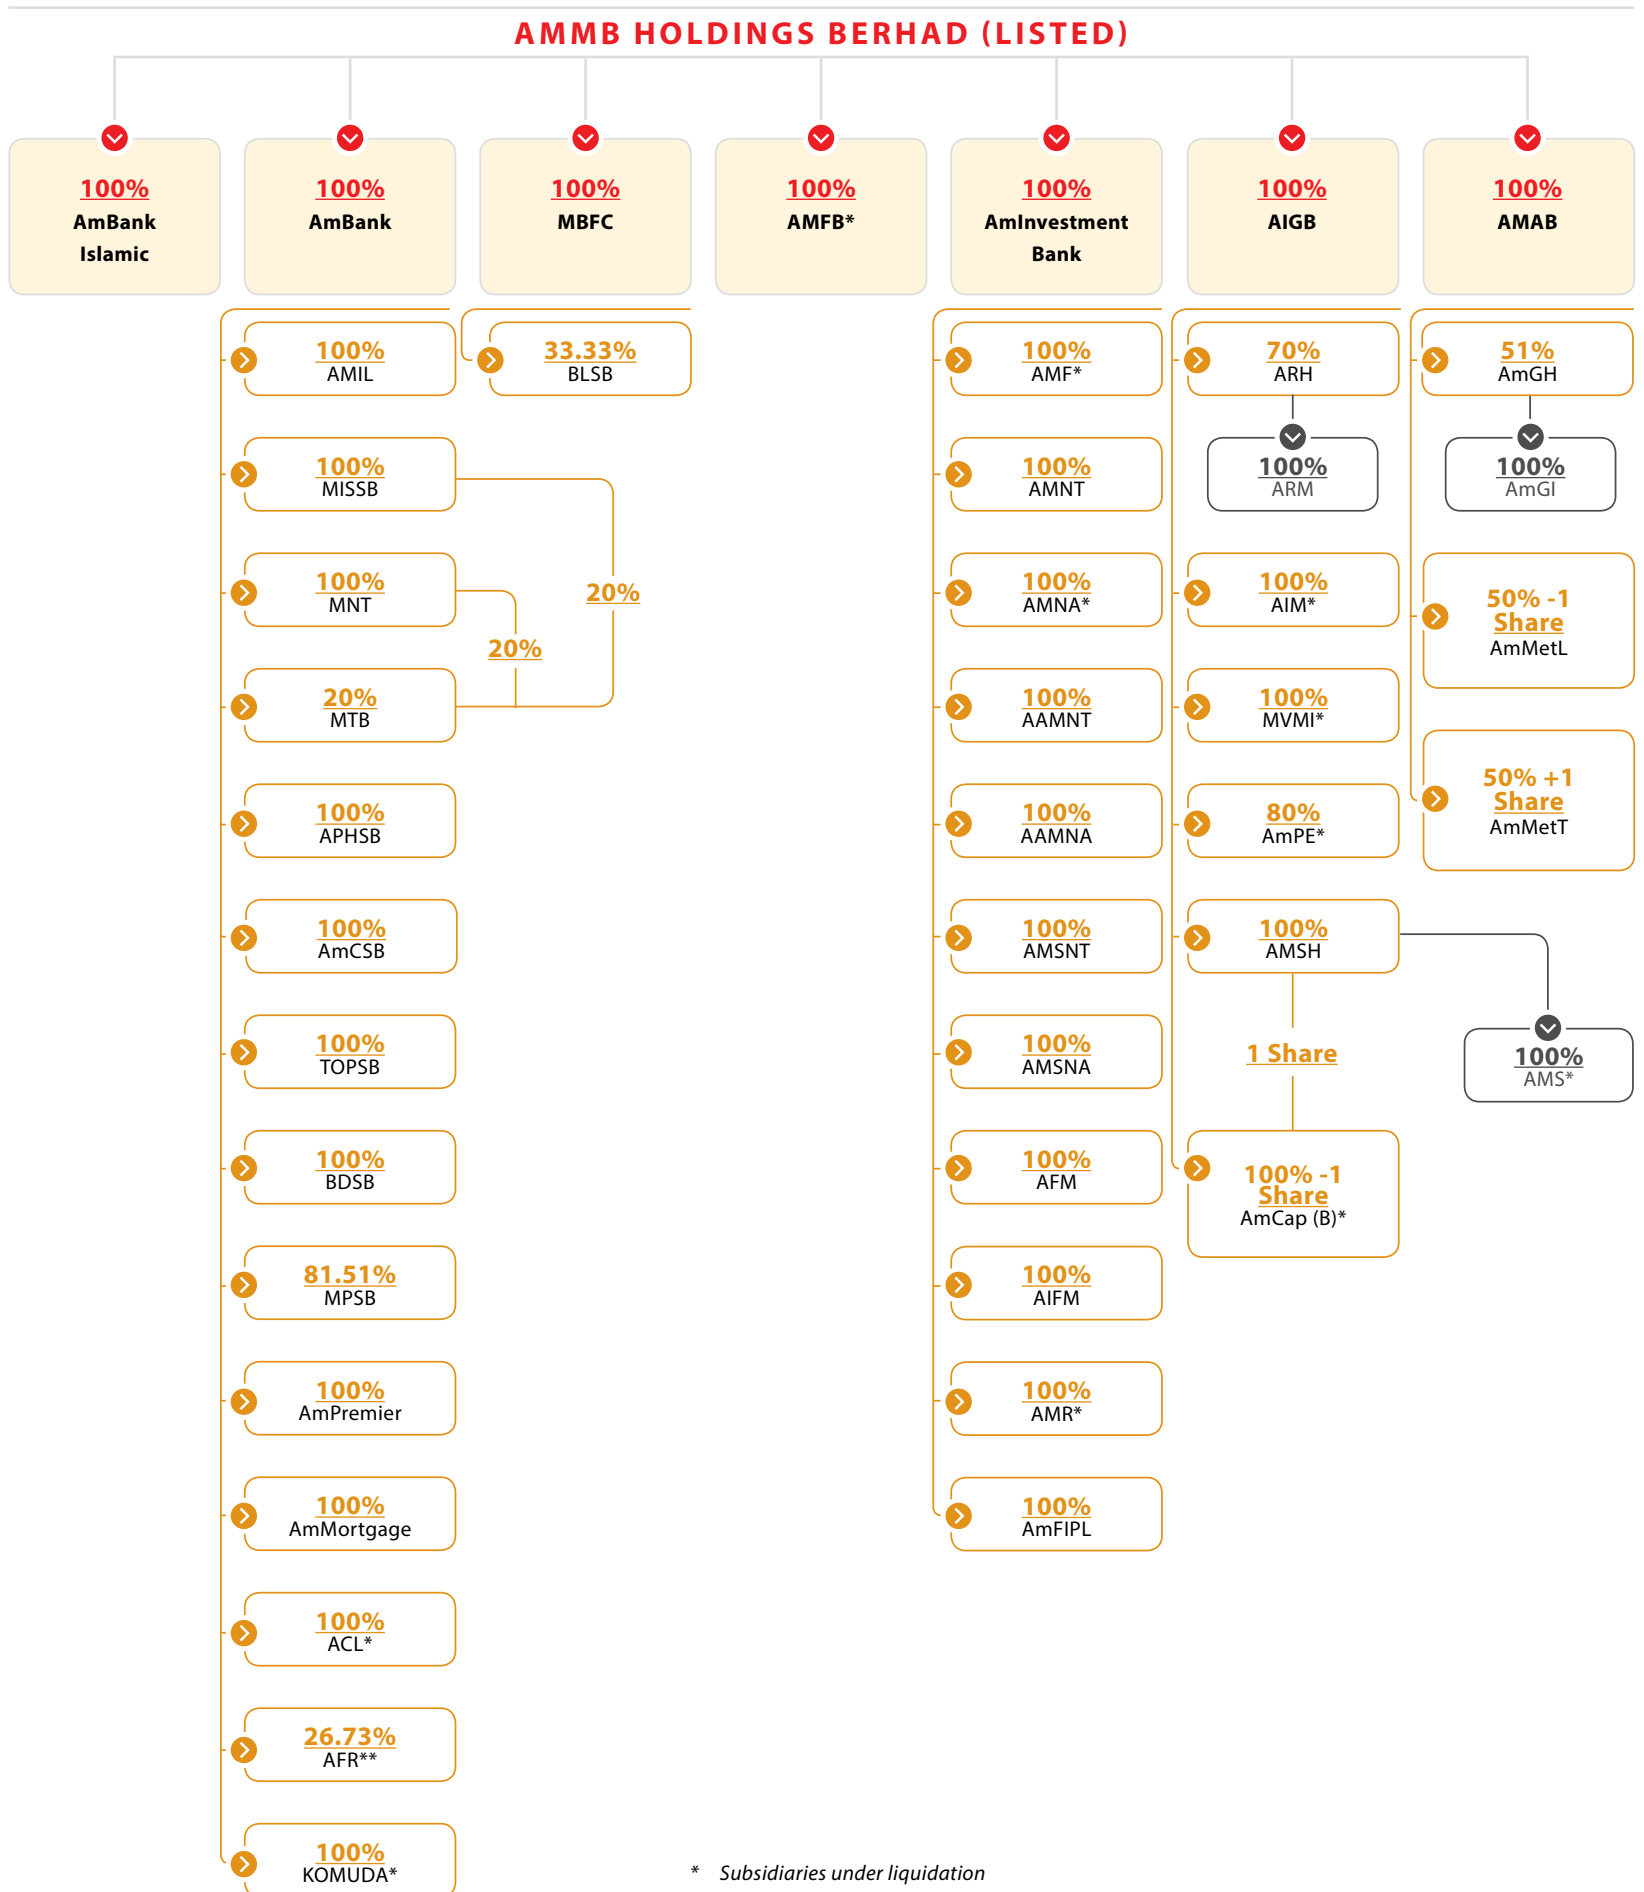 AMMB HOLDINGS BERHAD (LISTED)
100%
AmBank
Islamic
100%
AmBank
100%
MBFC
100%
AMFB*
100%
AmInvestment
Bank
100%
AIGB
100%
AMAB
100%
AMIL
100%
MISSB
100%
MNT
20%
MTB
20%
20%
100%
APHSB
100%
AmCSB
100%
TOPSB
100%
BDSB
81.51%
MPSB
100%
AmPremier
100%
AmMortgage
100%
ACL*
26.73%
AFR**
100%
KOMUDA*
33.33%
BLSB
100%
AMF*
100%
AMNT
100%
AMNA*
100%
AAMNT
100%
AAMNA
100%
AMSNT
100%
AMSNA
100%
AFM
100%
AIFM
100%
AMR*
100%
AmFIPL
70%
ARH
100%
ARM
100%
AIM*
100%
MVMI*
80%
AmPE*
100%
AMSH
1 Share
100% -1
Share
AmCap (B)*
100%
AMS*
51%
AmGH
100%
AmGI
50% -1
Share
AmMetL
50% +1
Share
AmMetT
* Subsidiaries under liquidation